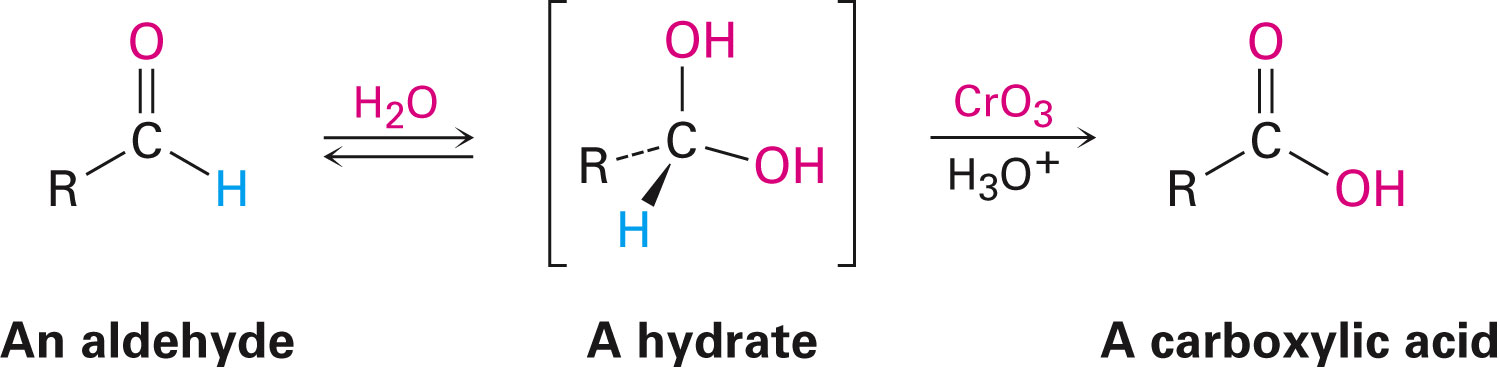 O
C
R
H
H₂O
OH
R
C
OH
H
CrO₃
H₃O⁺
O
C
R
OH
An aldehyde
A hydrate
A carboxylic acid